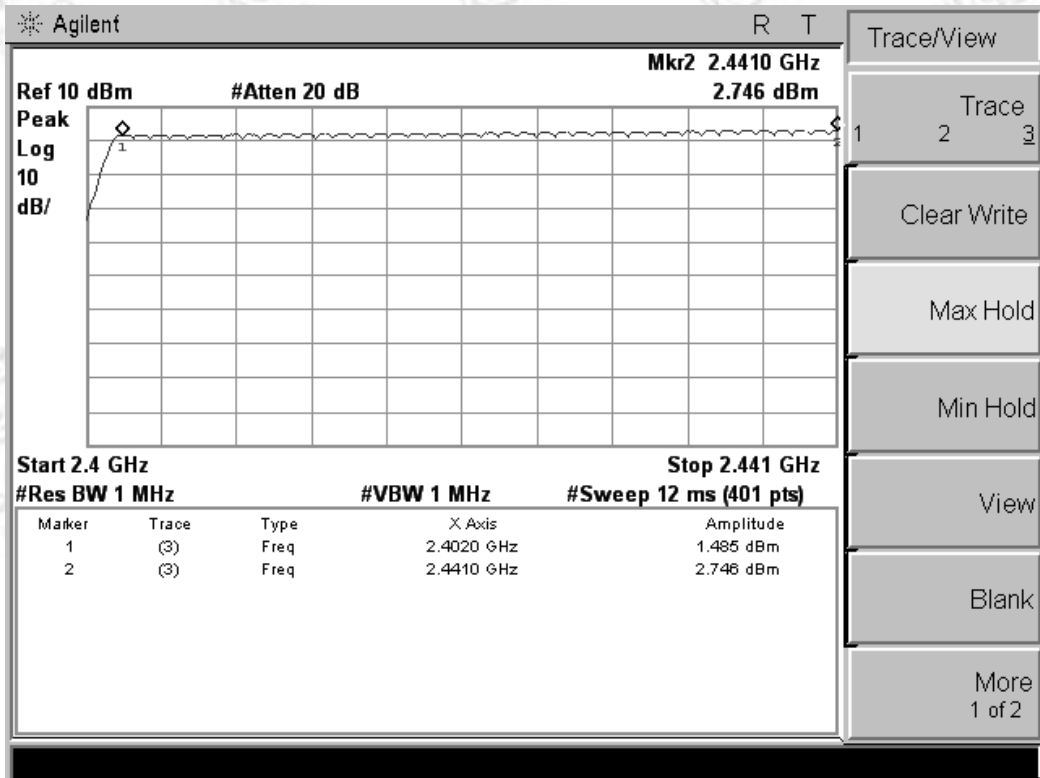 Agilent
R T
Mkr2 2.4410 GHz
Ref 10 dBm #Atten 20 dB 2.746 dBm
Peak
Log
10
dB/
1
2
Start 2.4 GHz Stop 2.441 GHz
#Res BW 1 MHz #VBW 1 MHz #Sweep 12 ms (401 pts)
Marker Trace Type X Axis Amplitude
1 (3) Freq 2.4020 GHz 1.485 dBm
2 (3) Freq 2.4410 GHz 2.746 dBm
Trace/View
Trace
1 2 3
Clear Write
Max Hold
Min Hold
View
Blank
More
1 of 2